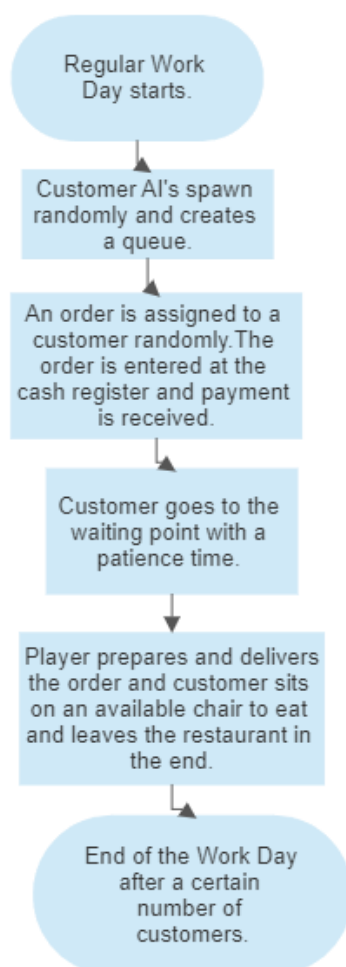 Regular Work
Day starts.
Customer AI's spawn
randomly and creates
a queue.
An order is assigned to a
customer randomly.The
order is entered at the
cash register and payment
is received.
Customer goes to the
waiting point with a
patience time.
Player prepares and delivers
the order and customer sits
on an available chair to eat
and leaves the restaurant in
the end.
End of the Work Day
after a certain
number of
customers.